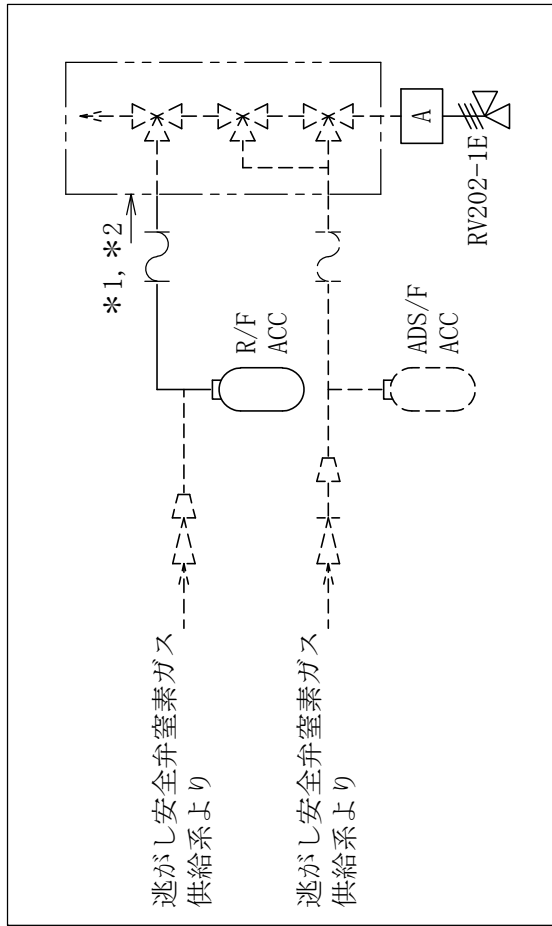 逃がし安全弁窒素ガス
供給系より
R/F
ACC
*1, *2
逃がし安全弁窒素ガス
供給系より
ADS/F
ACC
A
RV202-1E